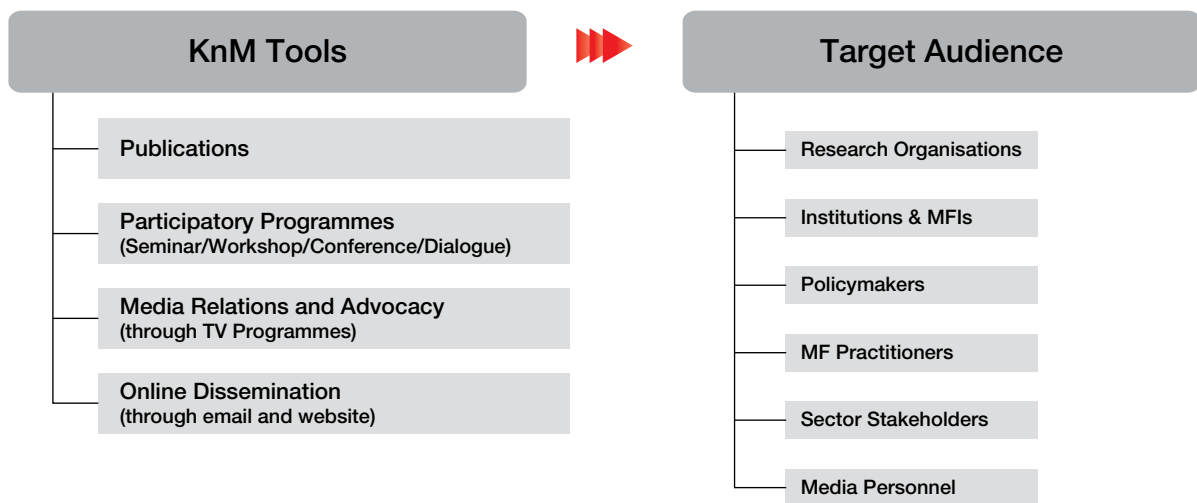 KnM Tools
Publications
Participatory Programmes
(Seminar/Workshop/Conference/Dialogue)
Media Relations and Advocacy
(through TV Programmes)
Online Dissemination
(through email and website)
Target Audience
Research Organisations
Institutions & MFIs
Policymakers
MF Practitioners
Sector Stakeholders
Media Personnel